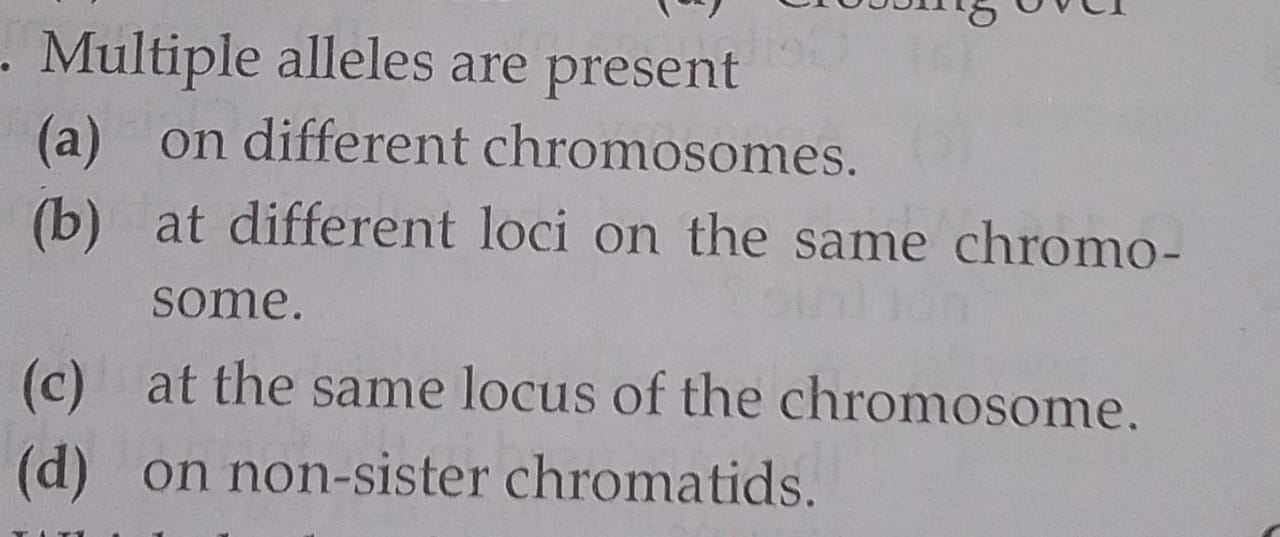 . Multiple alleles are present
(a) on different chromosomes.
(b) at different loci on the same chromo-
some.
(c) at the same locus of the chromosome.
(d) on non-sister chromatids.